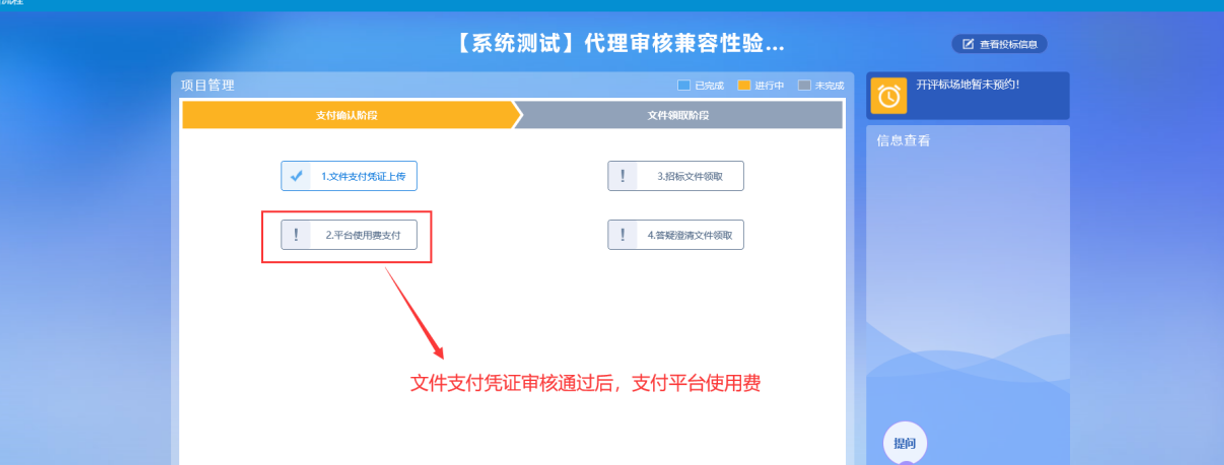 【系统测试】代理审核兼容性验...
查看投标信息
项目管理
已完成
进行中
未完成
开评标场地暂未预约!
支付确认阶段
文件领取阶段
信息查看
1.文件支付凭证上传
3.招标文件领取
2.平台使用费支付
4.答疑澄清文件领取
文件支付凭证审核通过后，支付平台使用费
提问